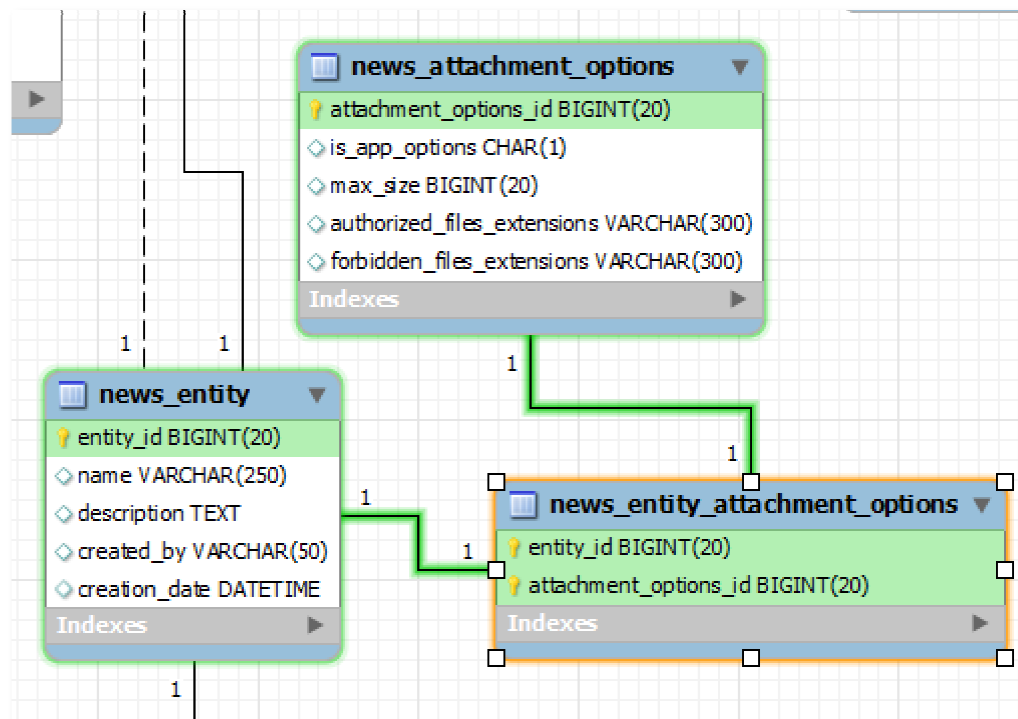 news_attachment_options
attachment_options_id BIGINT(20)
is_app_options CHAR(1)
max_size BIGINT(20)
authorized_files_extensions VARCHAR(300)
forbidden_files_extensions VARCHAR(300)
Indexes
1
1
1
news_entity
entity_id BIGINT(20)
name VARCHAR(250)
description TEXT
created_by VARCHAR(50)
creation_date DATETIME
Indexes
1
1
1
1
news_entity_attachment_options
entity_id BIGINT(20)
attachment_options_id BIGINT(20)
Indexes